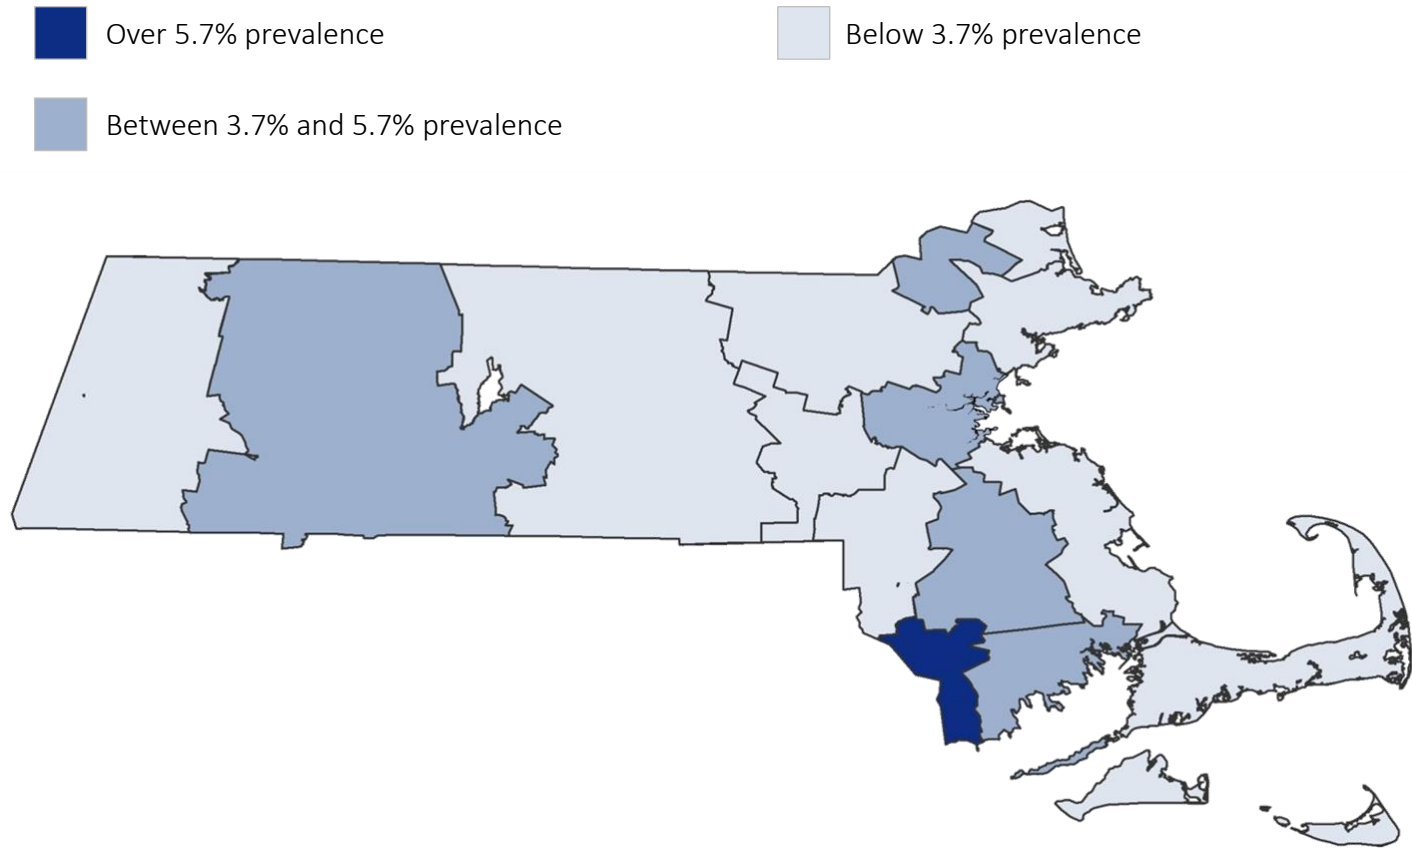 Over 5.7% prevalence
Below 3.7% prevalence
Between 3.7% and 5.7% prevalence